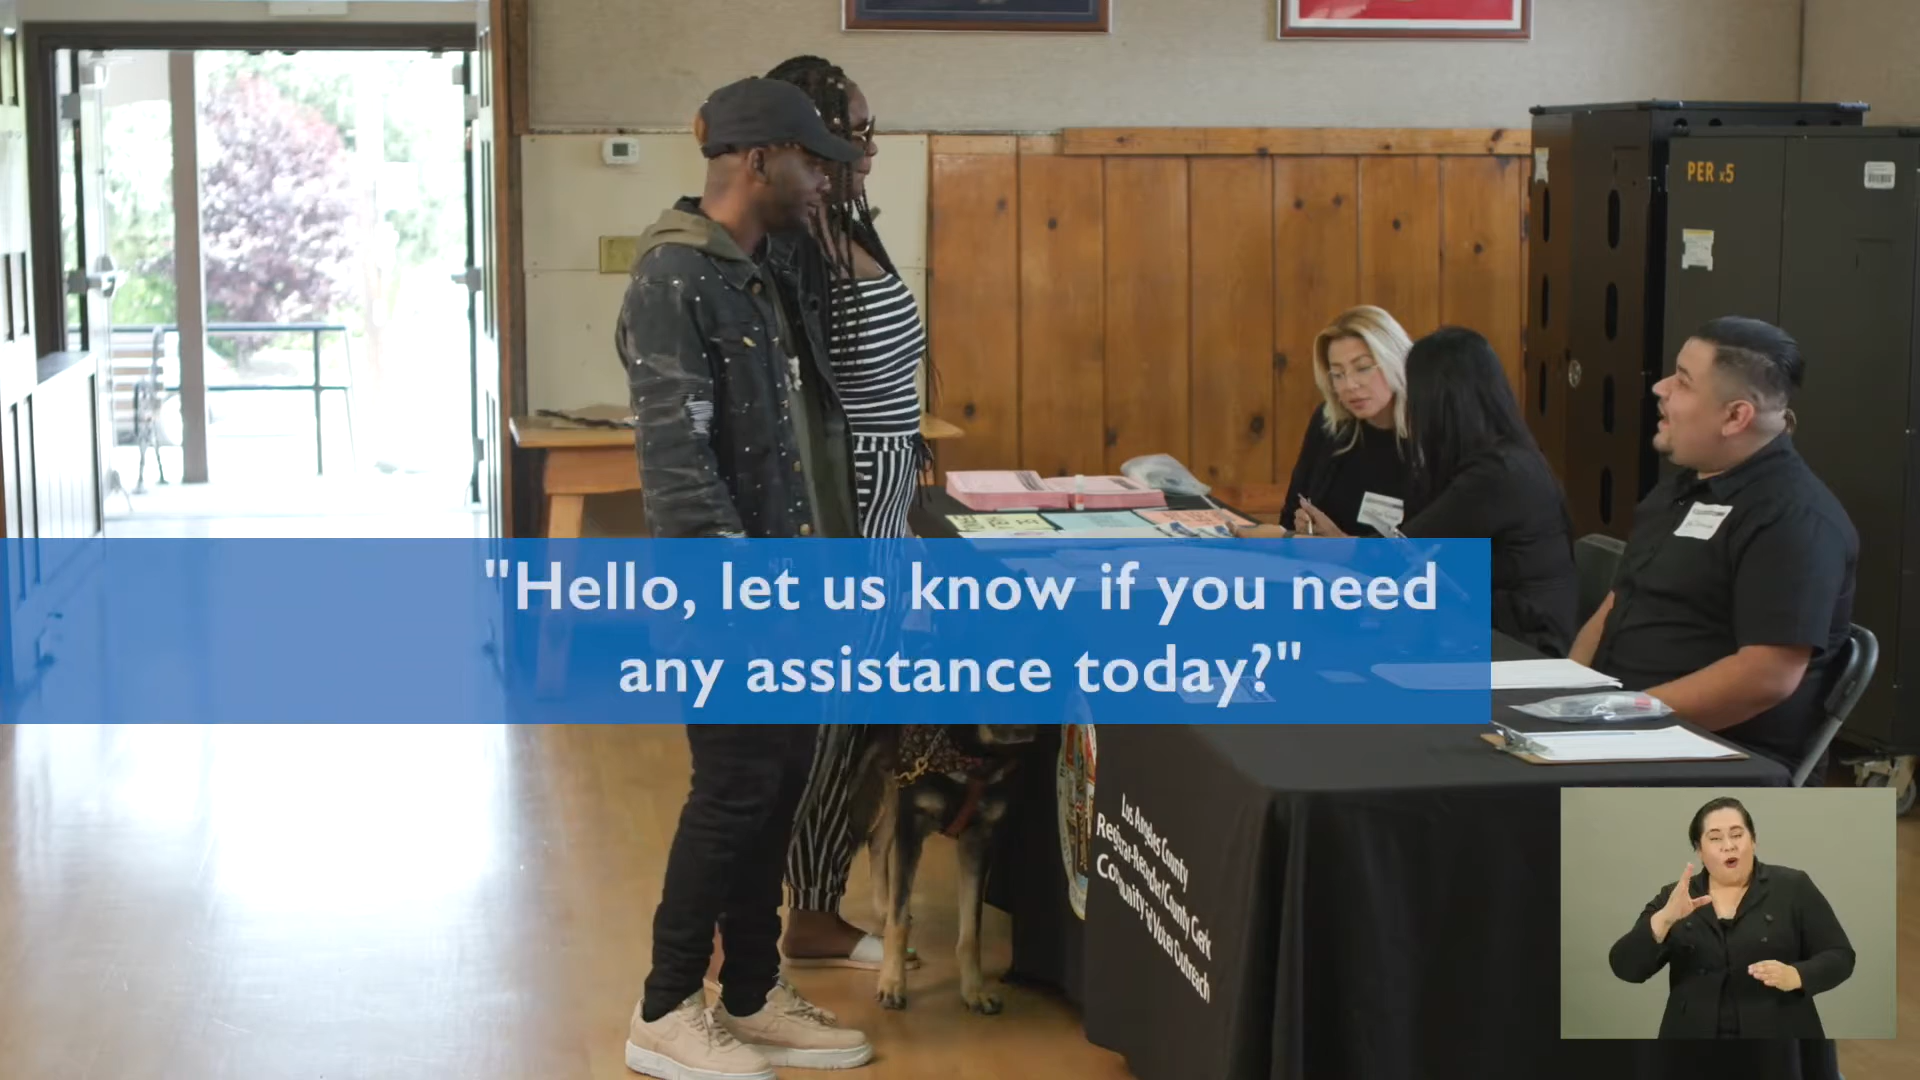 PER x5
"Hello, let us know if you need
any assistance today?"
Los Angeles County
Registrar-Recorder/County Clerk
Community Voter Outreach